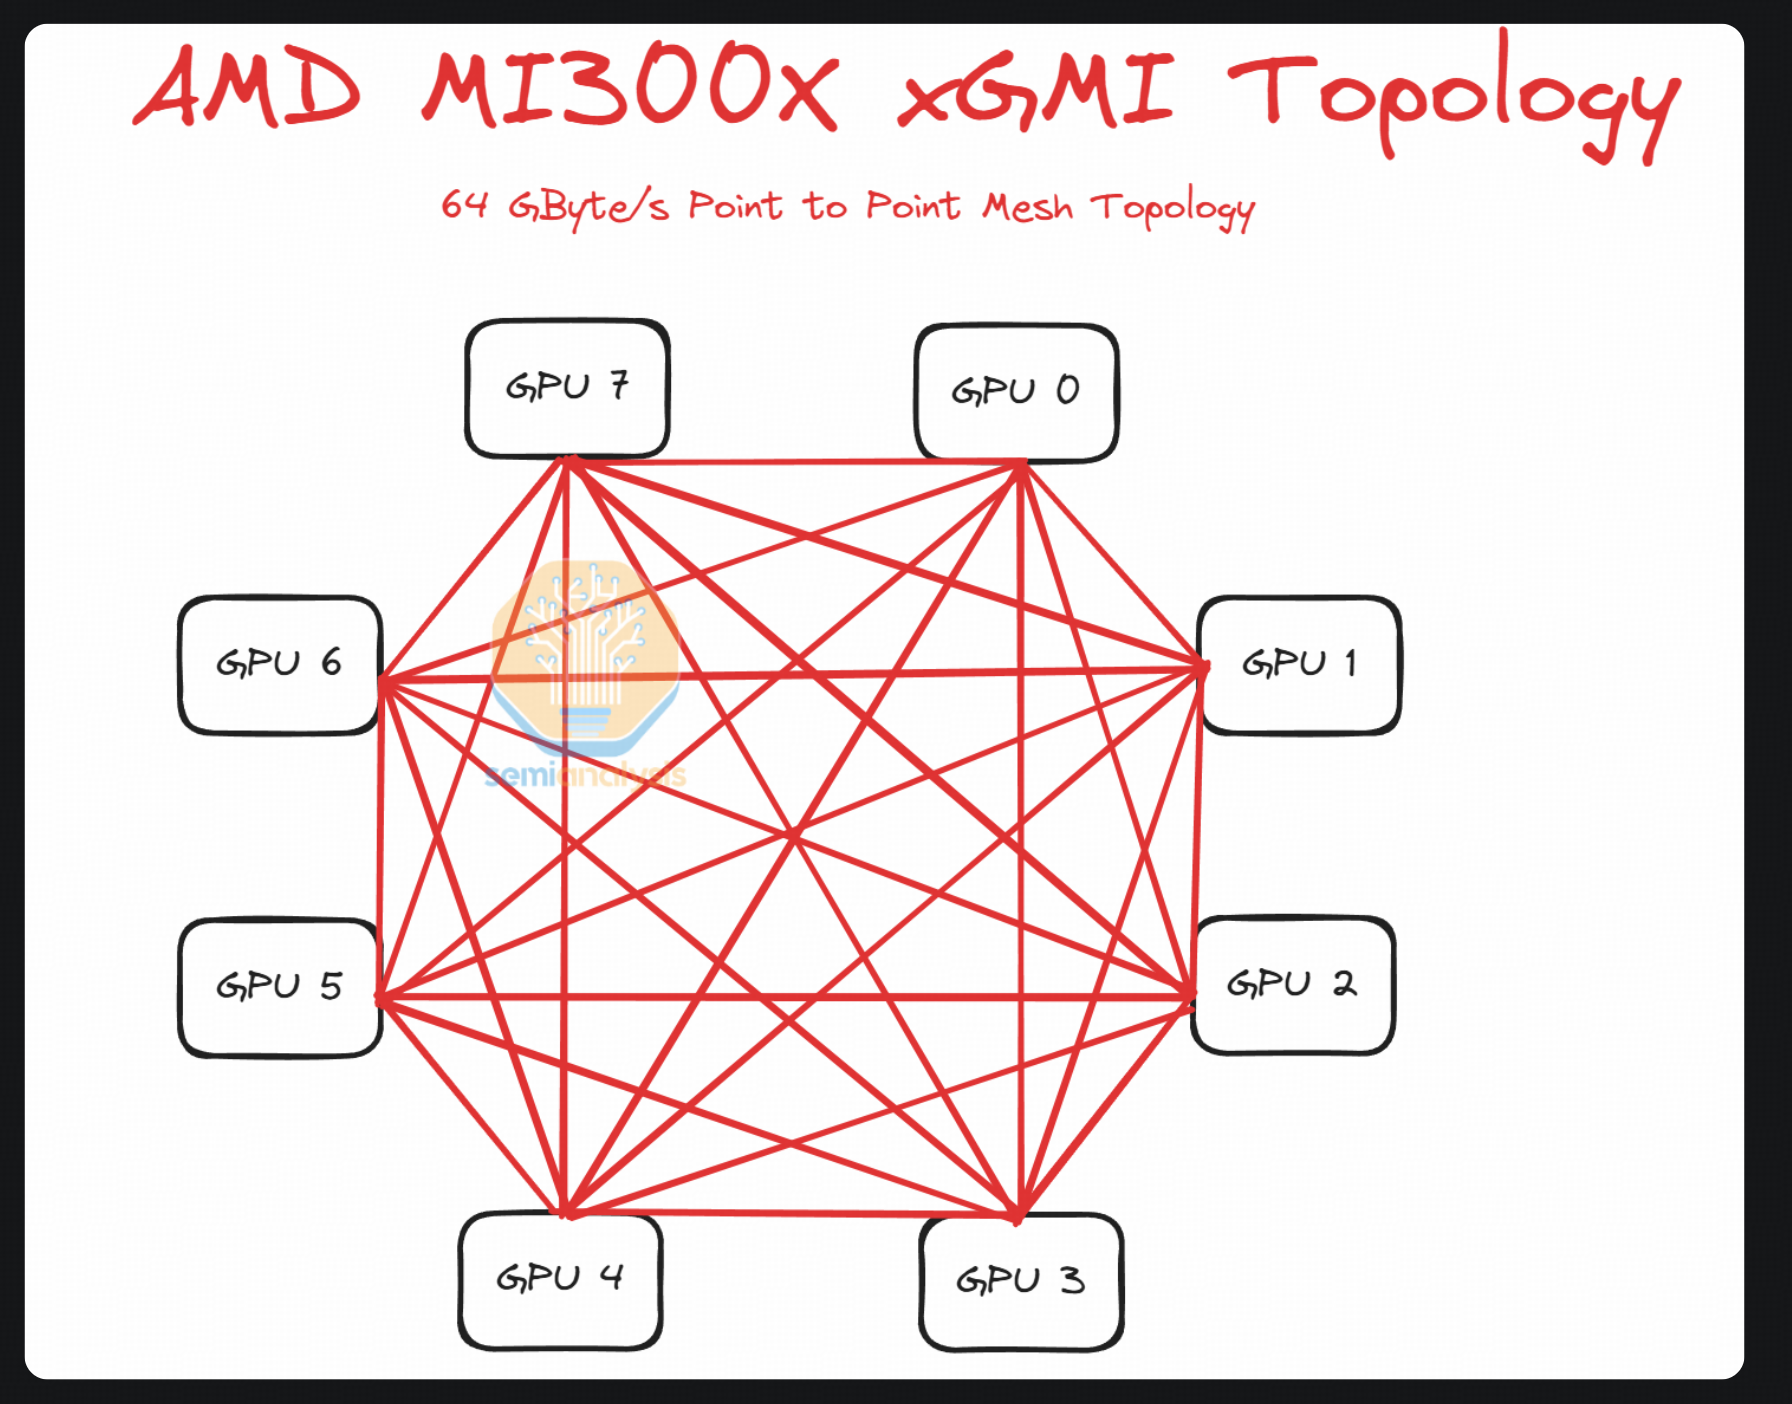 AMD MI300X xGMI Topology
64 GByte/s Point to Point Mesh Topology
GPU 7
GPU 0
GPU 6
GPU 1
semianalysis
GPU 5
GPU 2
GPU 4
GPU 3